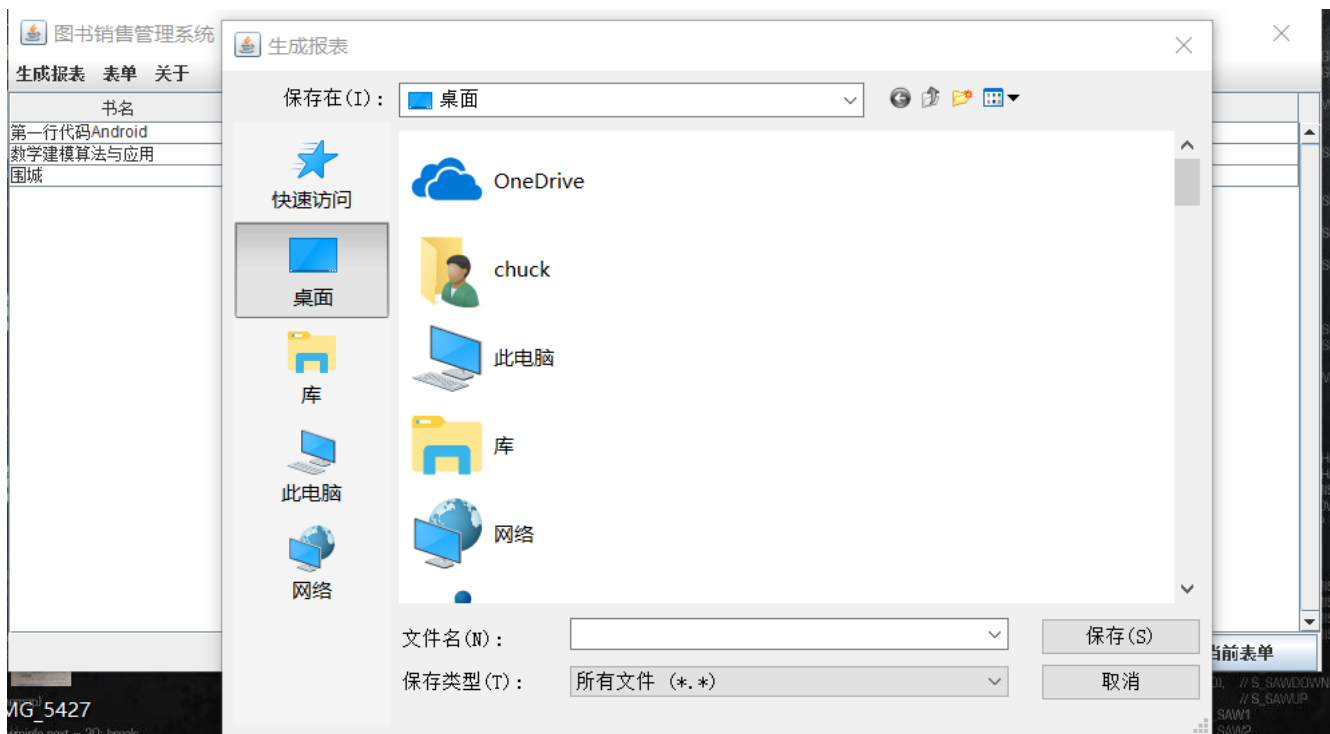 图书销售管理系统
生成报表
生成报表 表单 关于
保存在(I):
桌面
书名
第一行代码Android
数学建模算法与应用
围城
快速访问
桌面
库
此电脑
网络
OneDrive
chuck
此电脑
库
网络
文件名(N):
保存(S)
保存类型(T):
所有文件 (*.*)
取消
当前表单
MG_5427
// S_SAWDOWN
// S_SAWUP
SAW1
SAW2